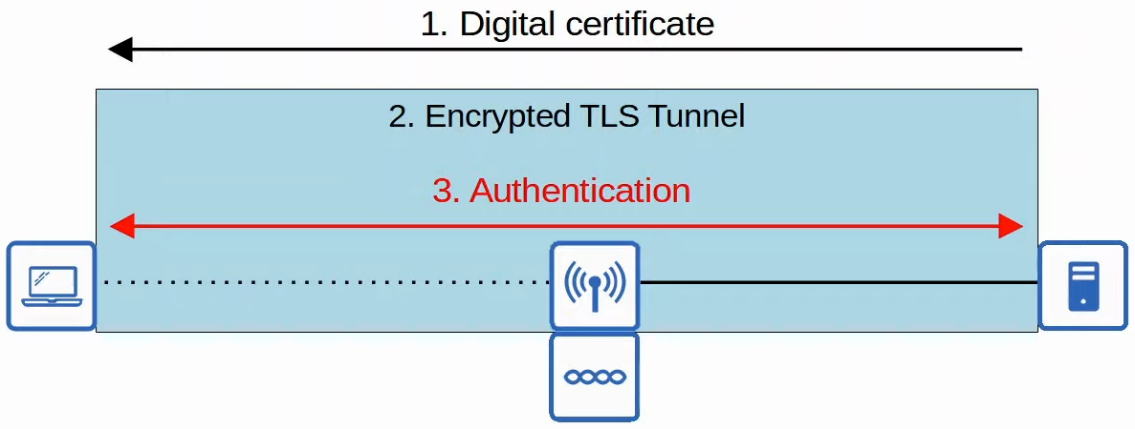 1. Digital certificate
2. Encrypted TLS Tunnel
3. Authentication